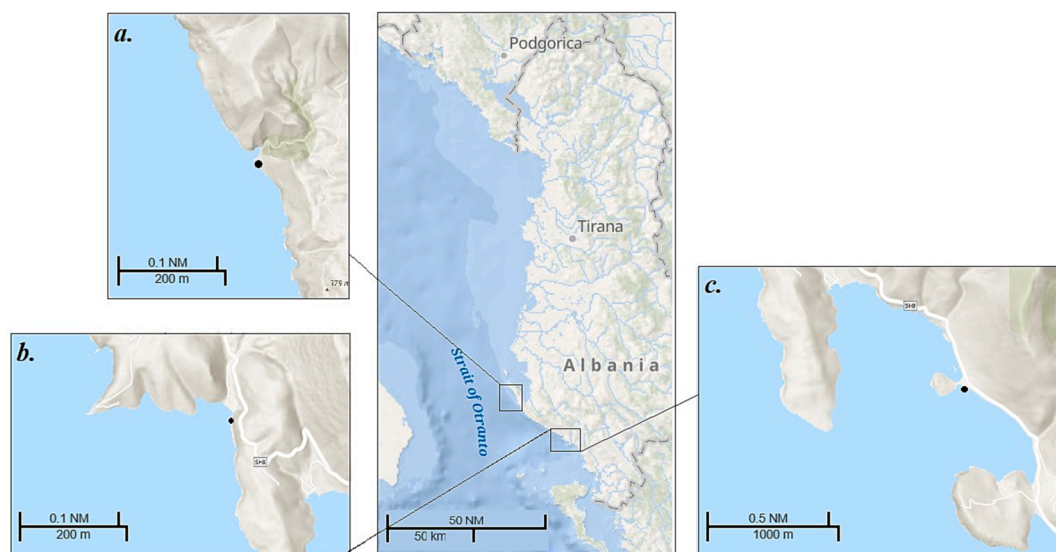 a.
0.1 NM
200 m
379 m
b.
SH8
0.1 NM
200 m
Podgorica
Tirana
Albania
Strait of Otranto
50 NM
50 km
c.
SH8
0.5 NM
1000 m